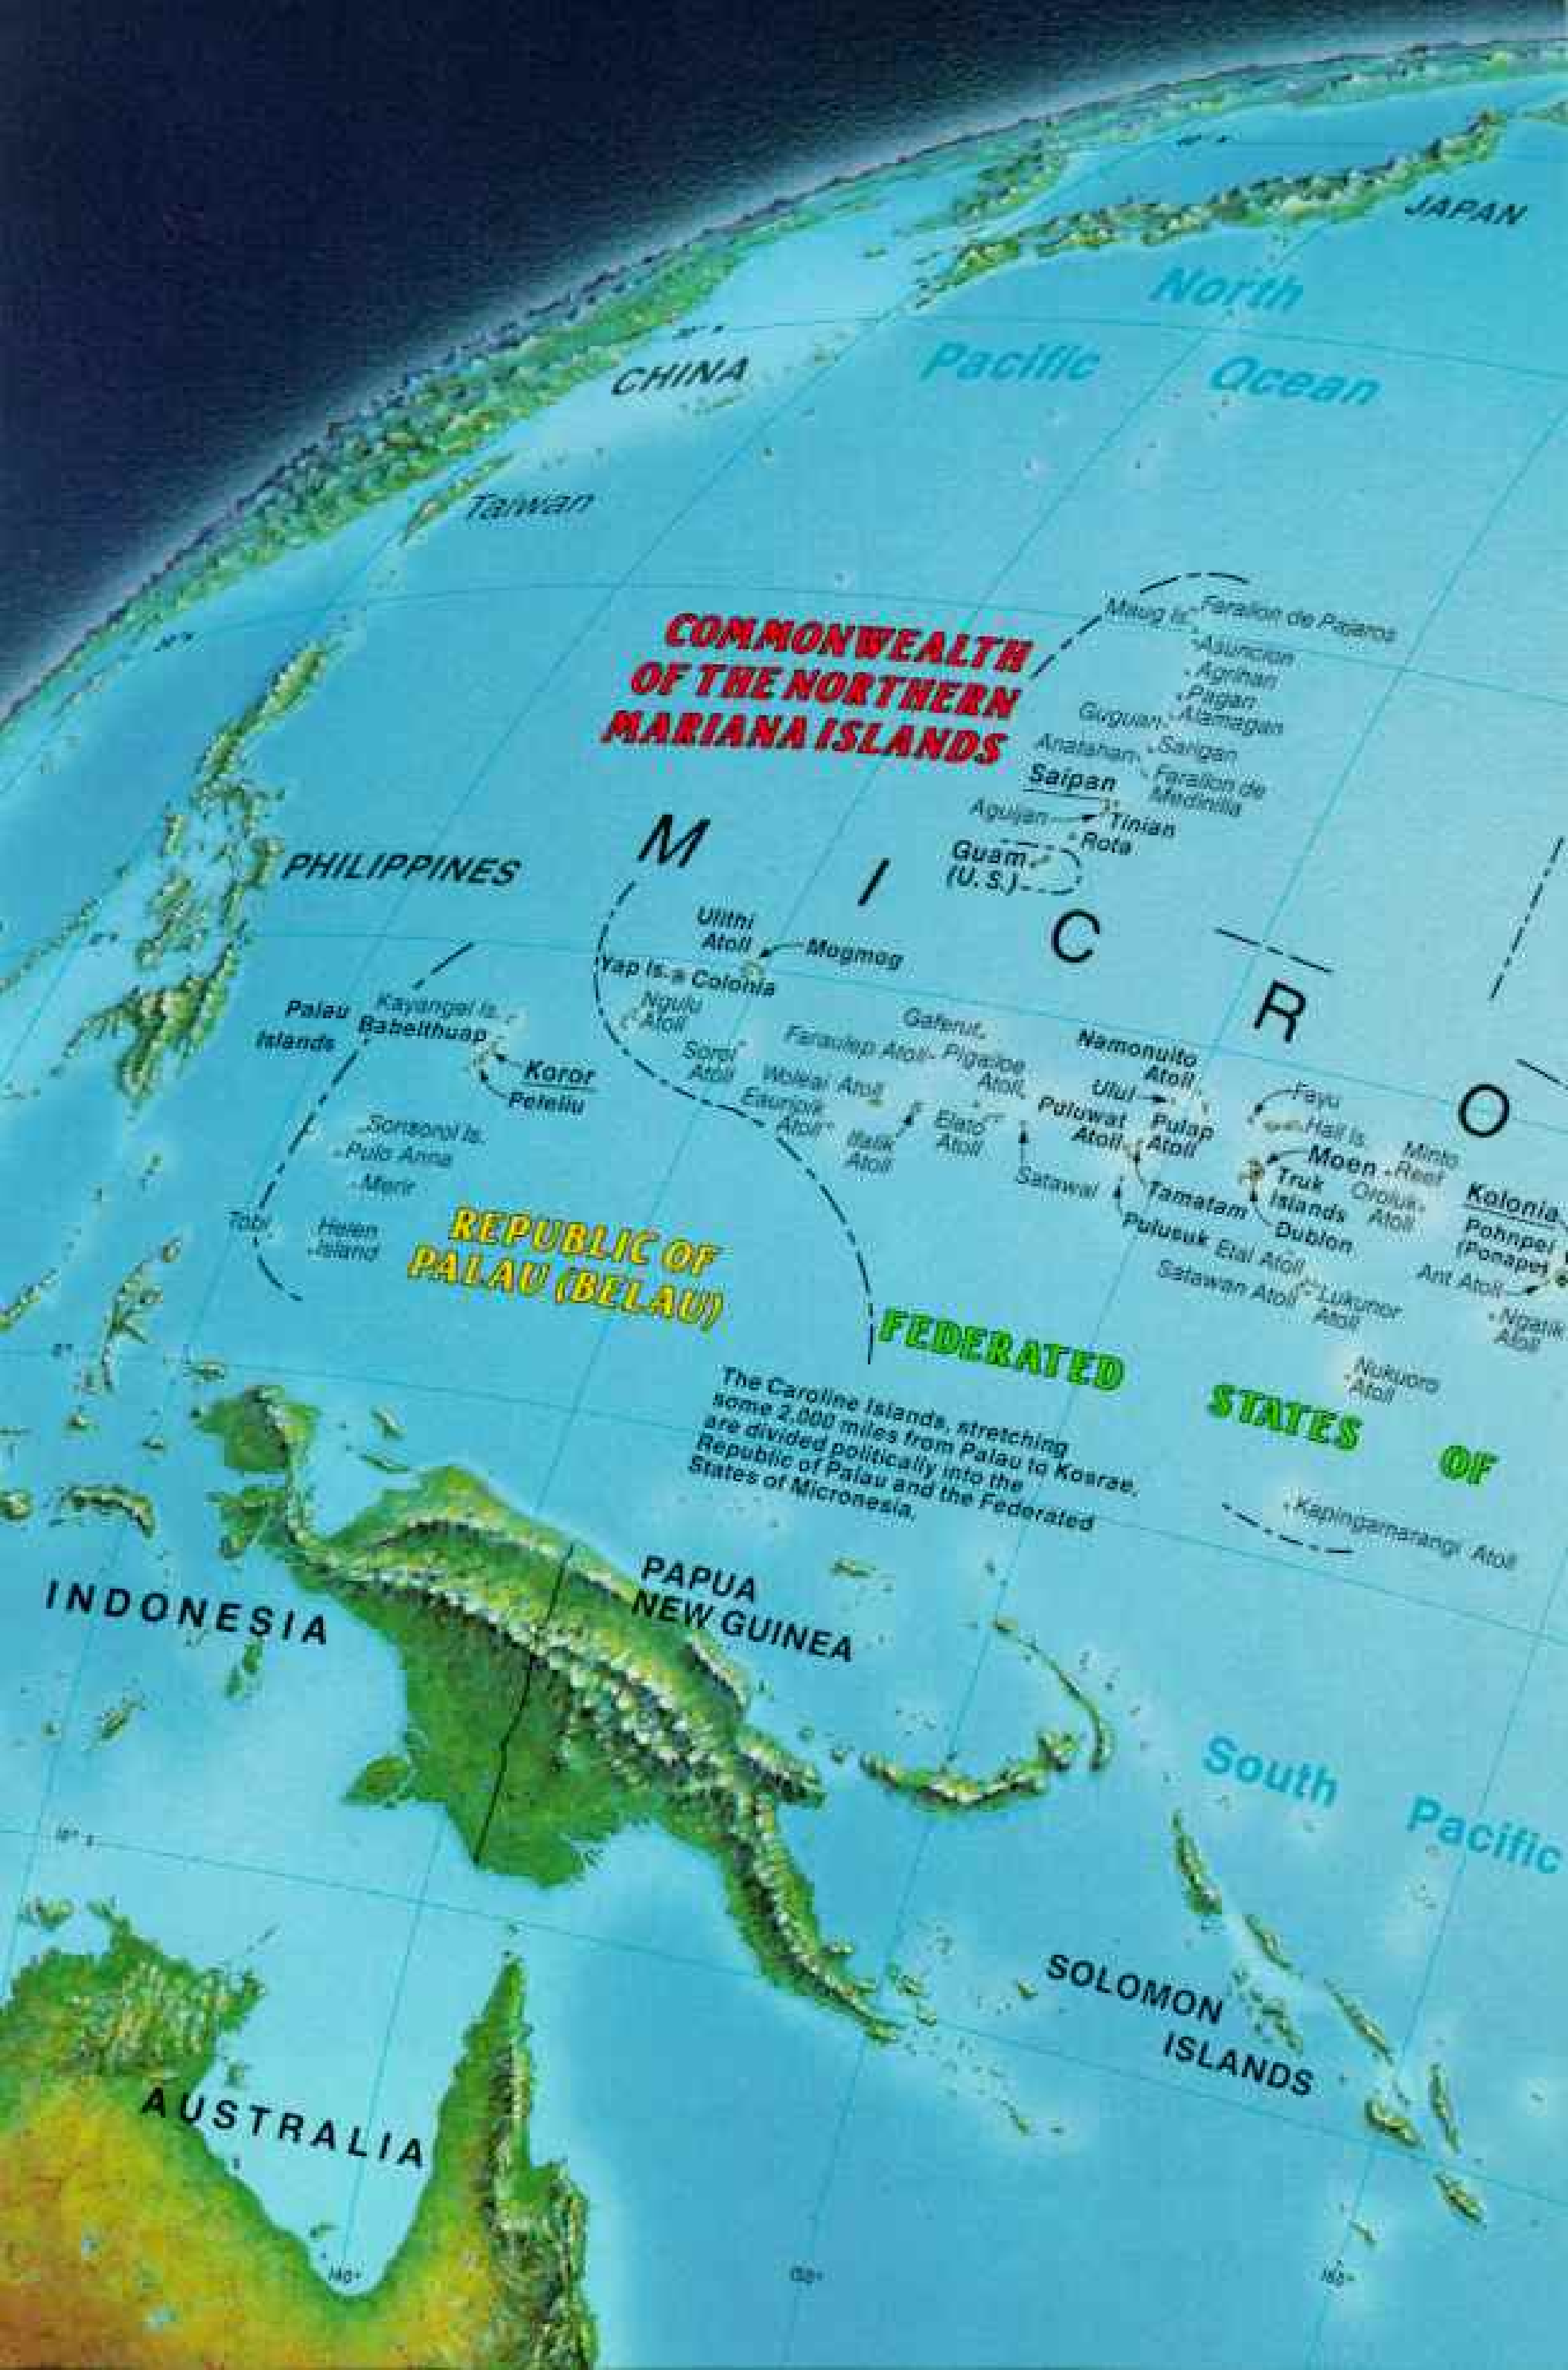 JAPAN
North
Pacific Ocean
CHINA
Taiwan
COMMONWEALTH
OF THE NORTHERN
MARIANA ISLANDS
Maug Is.
Farallon de Pajaros
Asuncion
Agrihan
Pagan
Guguan
Alamagan
Anatahan
Sarigan
Saipan
Farallon de
Medinilla
Aguijan
Tinian
Rota
Guam
(U.S.)
PHILIPPINES
M I C R O
Ulithi
Atoll
Mogmog
Yap Is.
Colonia
Ngulu
Atoll
Palau
Islands
Kayangel Is.
Babelthuap
Koror
Peleliu
Sorol
Atoll
Faraulep Atoll
Gaferut
Pigailoe
Atoll
Woleai Atoll
Eauripik
Atoll
Ifalik
Atoll
Elato
Atoll
Satawal
Namonuito
Atoll
Ulul
Puluwat
Atoll
Pulap
Atoll
Tamatam
Pulusuk
Fayu
Hall Is.
Moen
Truk
Islands
Dublon
Minto
Reef
Oroluk
Atoll
Kolonia
Pohnpei
(Ponape)
Ant Atoll
Ngatik
Atoll
Etal Atoll
Satawan Atoll
Lukunor
Atoll
Nukuoro
Atoll
Sonsorol Is.
Pulo Anna
Merir
Tobi
Helen
Island
REPUBLIC OF
PALAU (BELAU)
FEDERATED STATES OF
The Caroline Islands, stretching
some 2,000 miles from Palau to Kosrae,
are divided politically into the
Republic of Palau and the Federated
States of Micronesia.
Kapingamarangi Atoll
0°
INDONESIA
PAPUA
NEW GUINEA
South Pacific
10° S
SOLOMON
ISLANDS
AUSTRALIA
140°
150°
160°